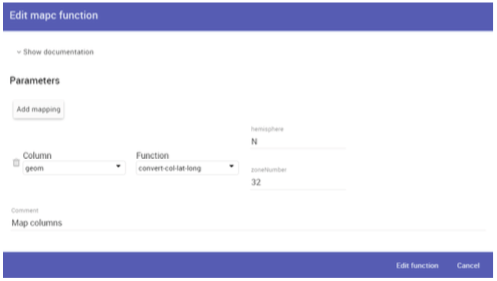 Edit mapc function
Show documentation
Parameters
Add mapping
hemisphere
N
Column
Function
geom
convert-col-lat-long
zoneNumber
32
Comment
Map columns
Edit function
Cancel